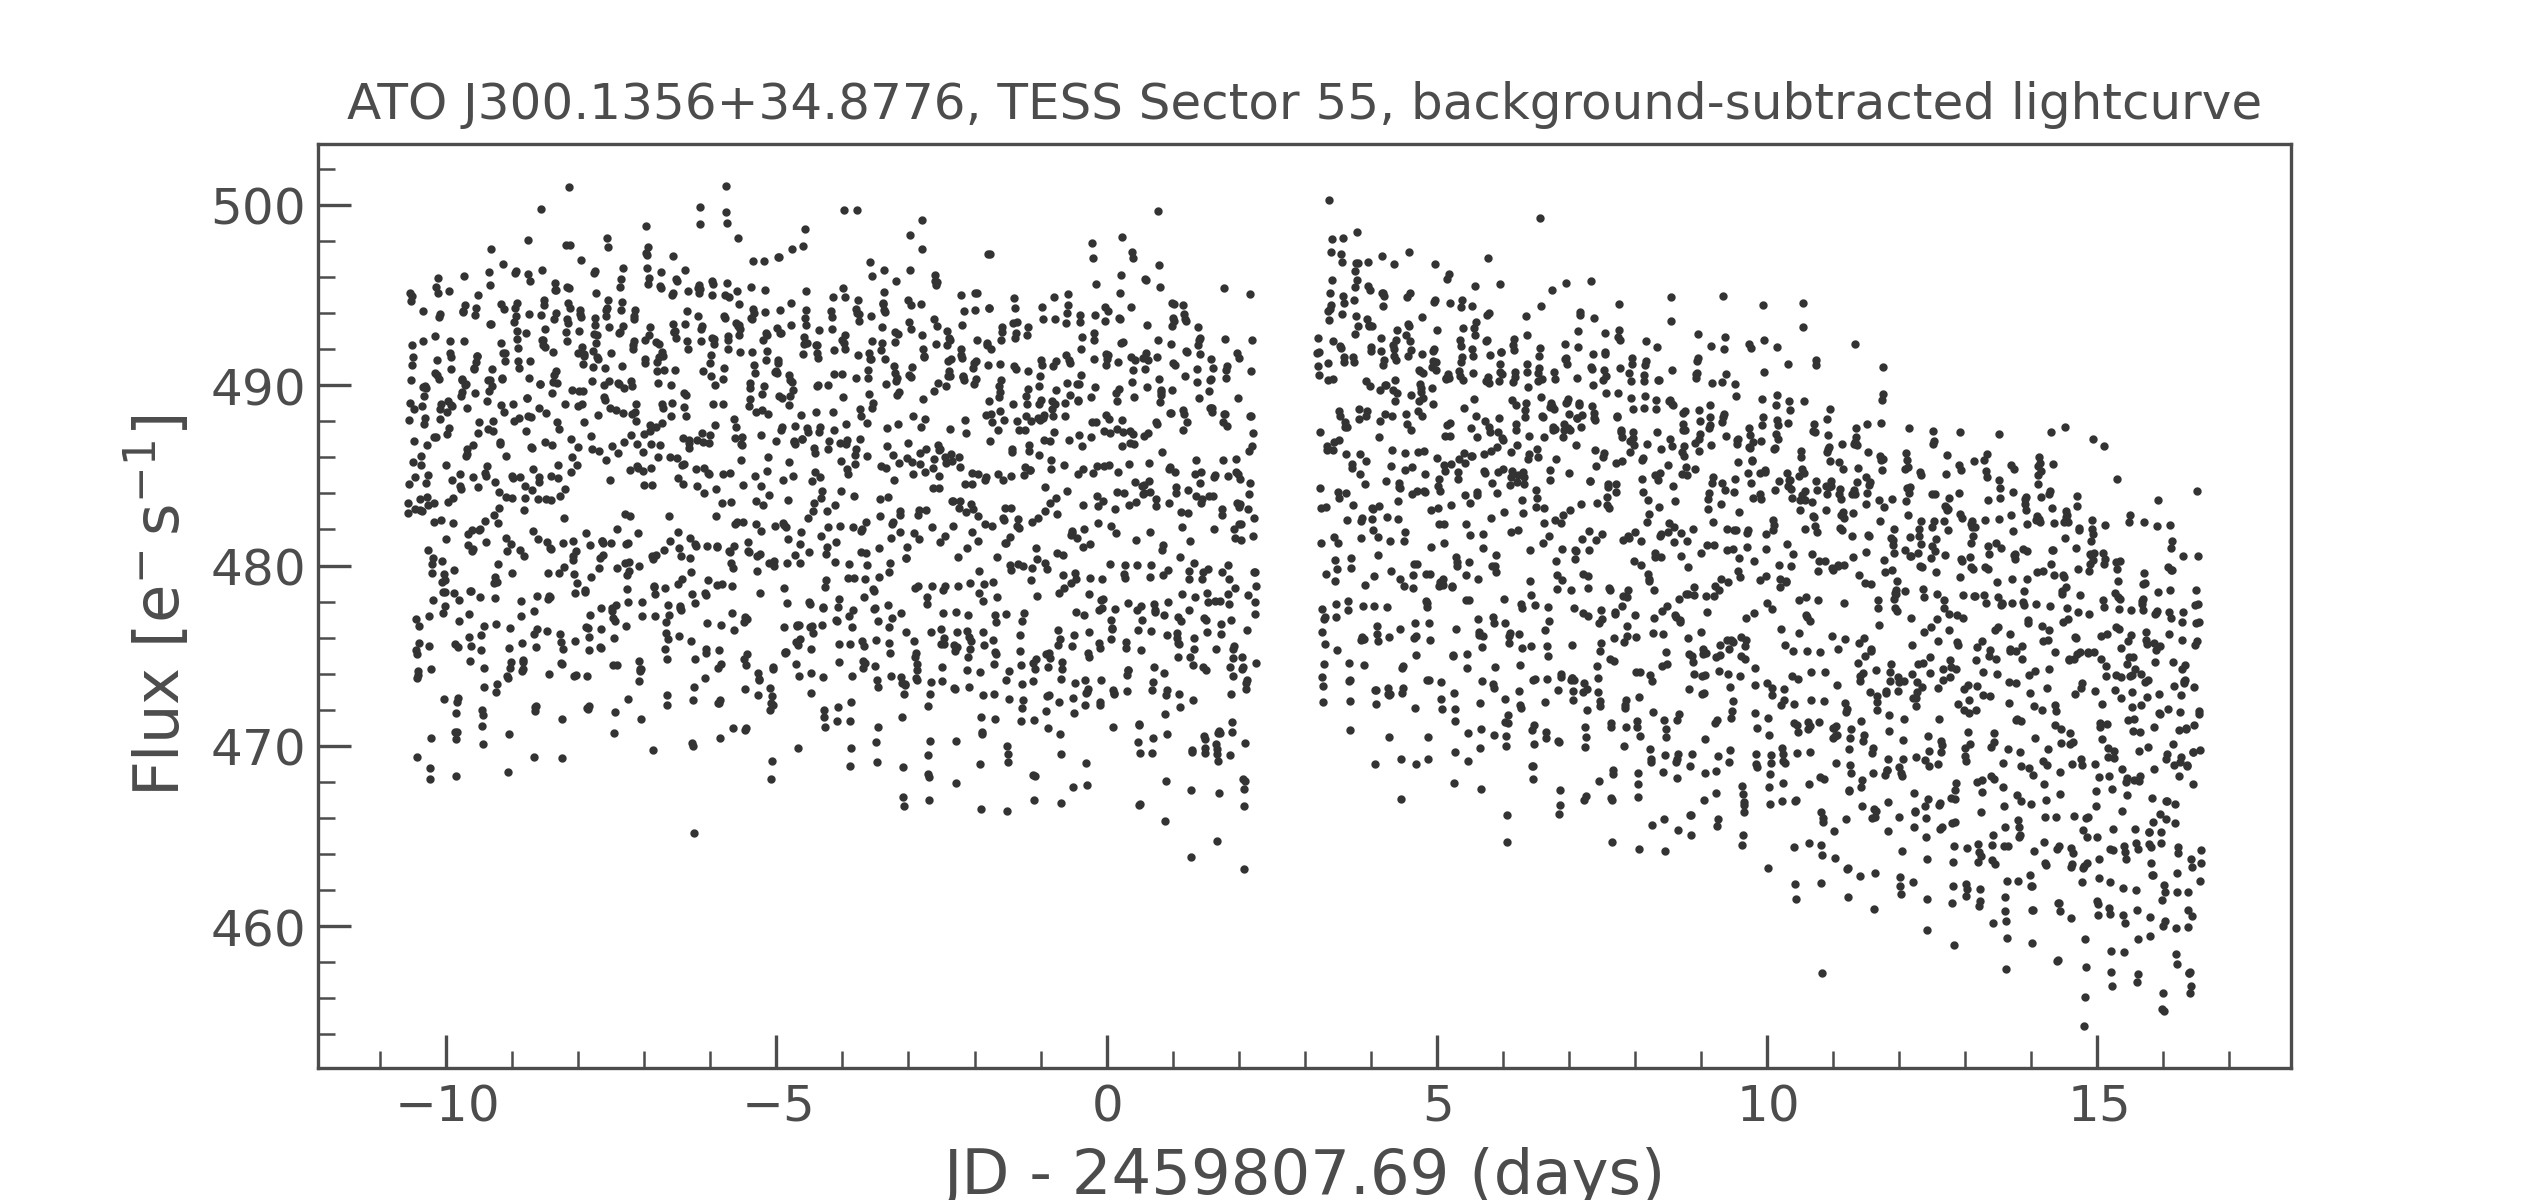 ATO J300.1356+34.8776, TESS Sector 55, background-subtracted lightcurve
500
490
480
470
460
Flux [e⁻ s⁻¹]
−10 −5 0 5 10 15
JD - 2459807.69 (days)